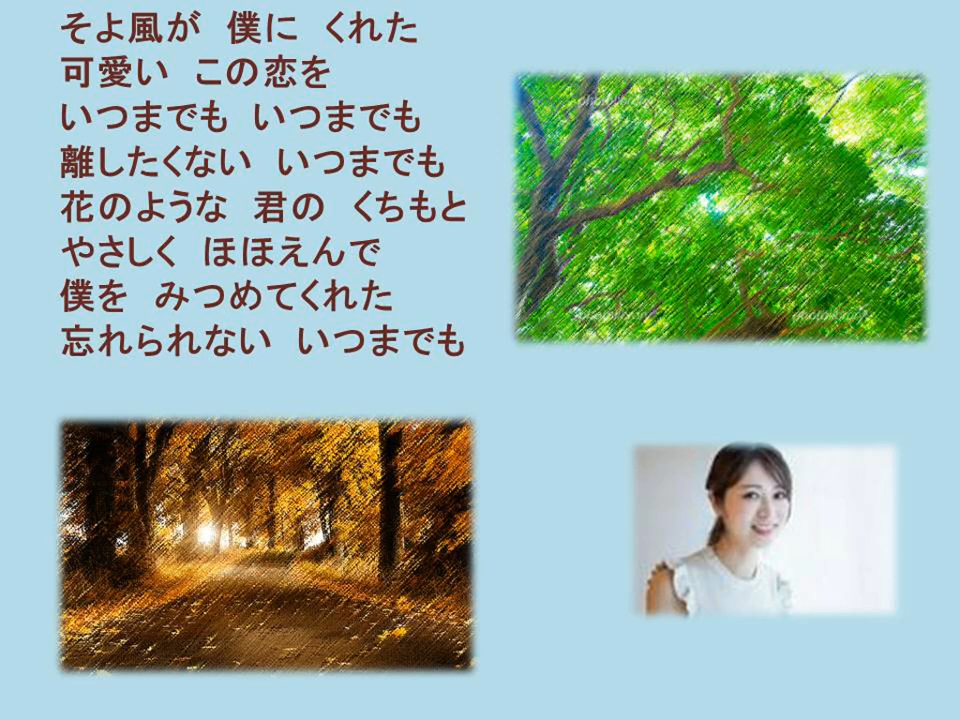 そよ風が　僕に　くれた
可愛い　この恋を
いつまでも　いつまでも
離したくない　いつまでも
花のような　君の　くちもと
やさしく　ほほえんで
僕を　みつめてくれた
忘れられない　いつまでも